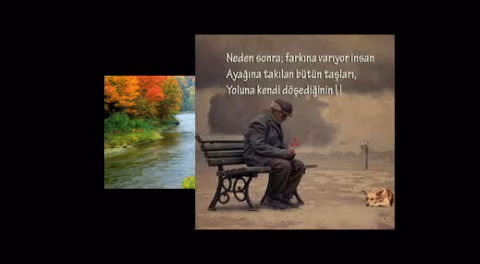 Neden sonra; farkına varıyor insan
Ayağına takılan bütün taşları,
Yoluna kendi döşediğinin !!